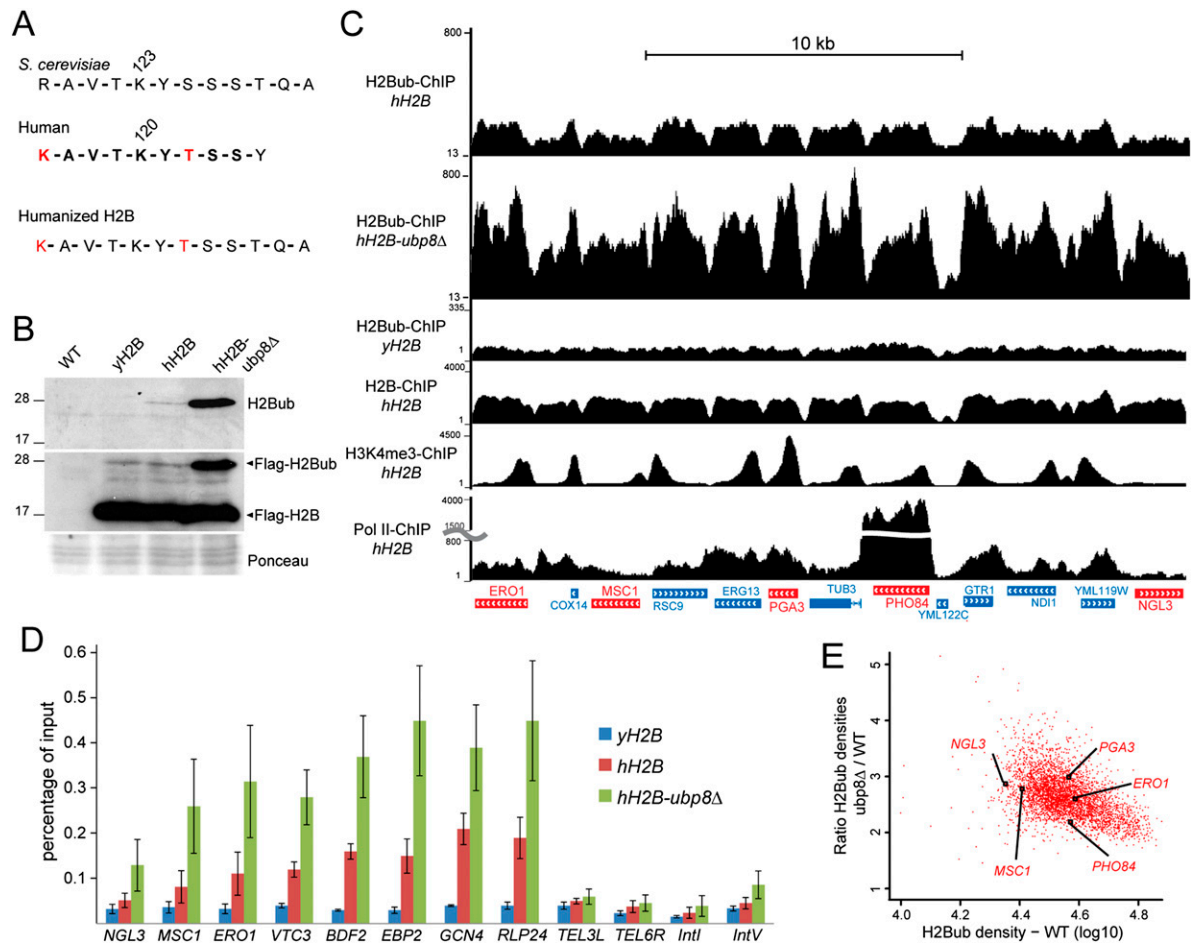 A
S. cerevisiae
123
R-A-V-T-K-Y-S-S-S-T-Q-A
Human
120
K-A-V-T-K-Y-T-S-S-Y
Humanized H2B
K-A-V-T-K-Y-T-S-S-T-Q-A
B
WT
yH2B
hH2B
hH2B-ubp8Δ
28
H2Bub
17
28
Flag-H2Bub
17
Flag-H2B
Ponceau
C
800
10 kb
H2Bub-ChIP
hH2B
13
800
H2Bub-ChIP
hH2B-ubp8Δ
13
335
H2Bub-ChIP
yH2B
1
4000
H2B-ChIP
hH2B
1
4500
H3K4me3-ChIP
hH2B
1
4000
1500
Pol II-ChIP
hH2B
800
1
ERO1
COX14
MSC1
RSC9
ERG13
PGA3
TUB3
PHO84
YML122C
GTR1
NDI1
YML119W
NGL3
D
percentage of input
0.6
0.5
0.4
0.3
0.2
0.1
yH2B
hH2B
hH2B-ubp8Δ
NGL3 MSC1 ERO1 VTC3 BDF2 EBP2 GCN4 RLP24 TEL3L TEL6R IntI IntV
E
Ratio H2Bub densities
ubp8Δ / WT
5
4
3
2
1
NGL3
PGA3
ERO1
MSC1
PHO84
4.0 4.2 4.4 4.6 4.8
H2Bub density – WT (log10)